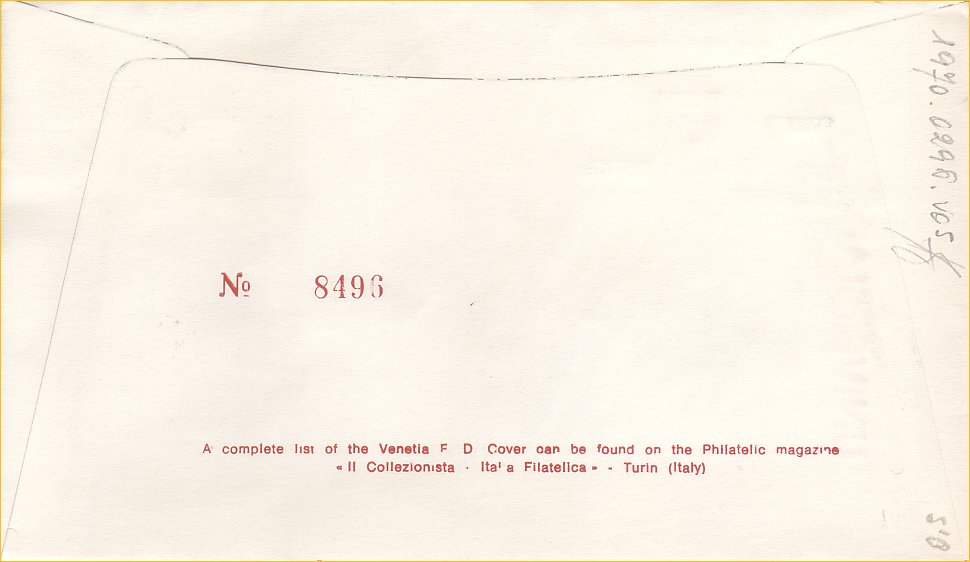 Nº 8496
A complete list of the Venetia F D Cover can be found on the Philatelic magazine
« Il Collezionista - Italia Filatelica » - Turin (Italy)